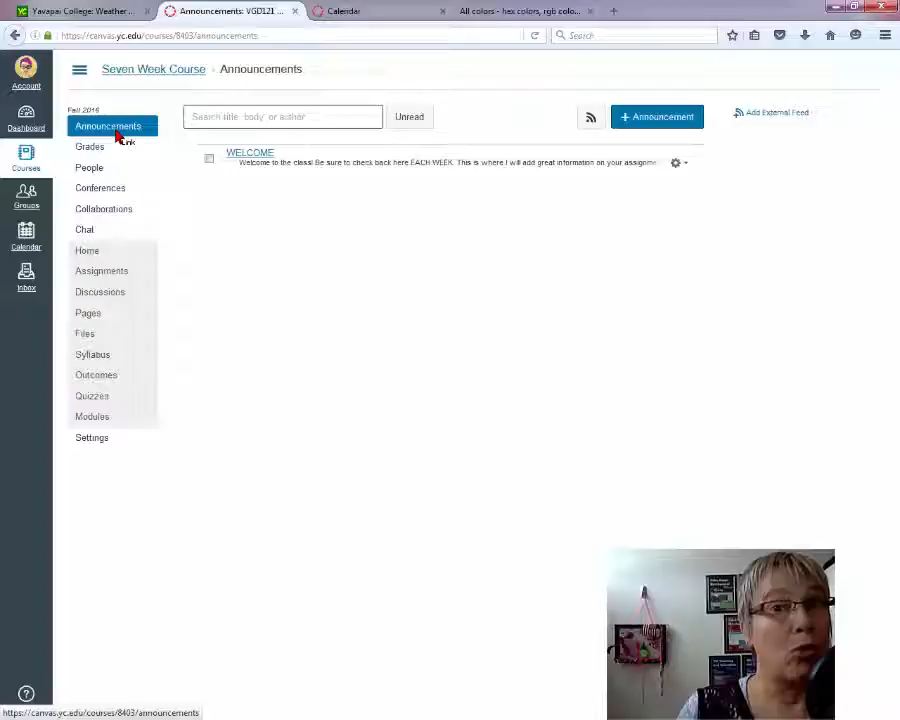 Yavapai College: Weather ...
Announcements: VGD121 ...
Calendar
All colors - hex colors, rgb colo...
https://canvas.yc.edu/courses/8403/announcements
Search
Account
Dashboard
Courses
Groups
Calendar
Inbox
Seven Week Course › Announcements
Fall 2016
Announcements
Link
Grades
People
Conferences
Collaborations
Chat
Home
Assignments
Discussions
Pages
Files
Syllabus
Outcomes
Quizzes
Modules
Settings
Search title, body, or author
Unread
+ Announcement
Add External Feed
WELCOME
Welcome to the class! Be sure to check back here EACH WEEK. This is where I will add great information on your assignme
https://canvas.yc.edu/courses/8403/announcements